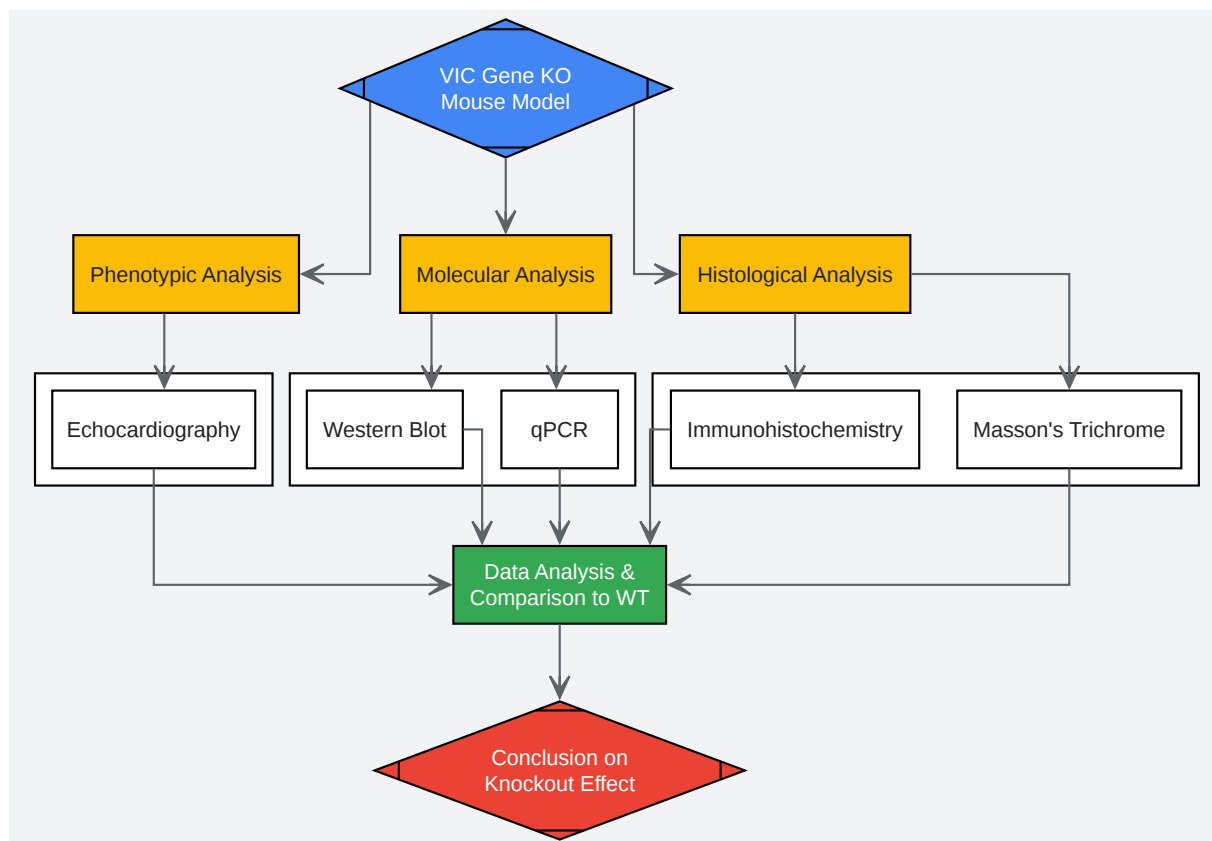 VIC Gene KO
Mouse Model
Phenotypic Analysis
Molecular Analysis
Histological Analysis
Echocardiography
Western Blot
qPCR
Immunohistochemistry
Masson's Trichrome
Data Analysis &
Comparison to WT
Conclusion on
Knockout Effect